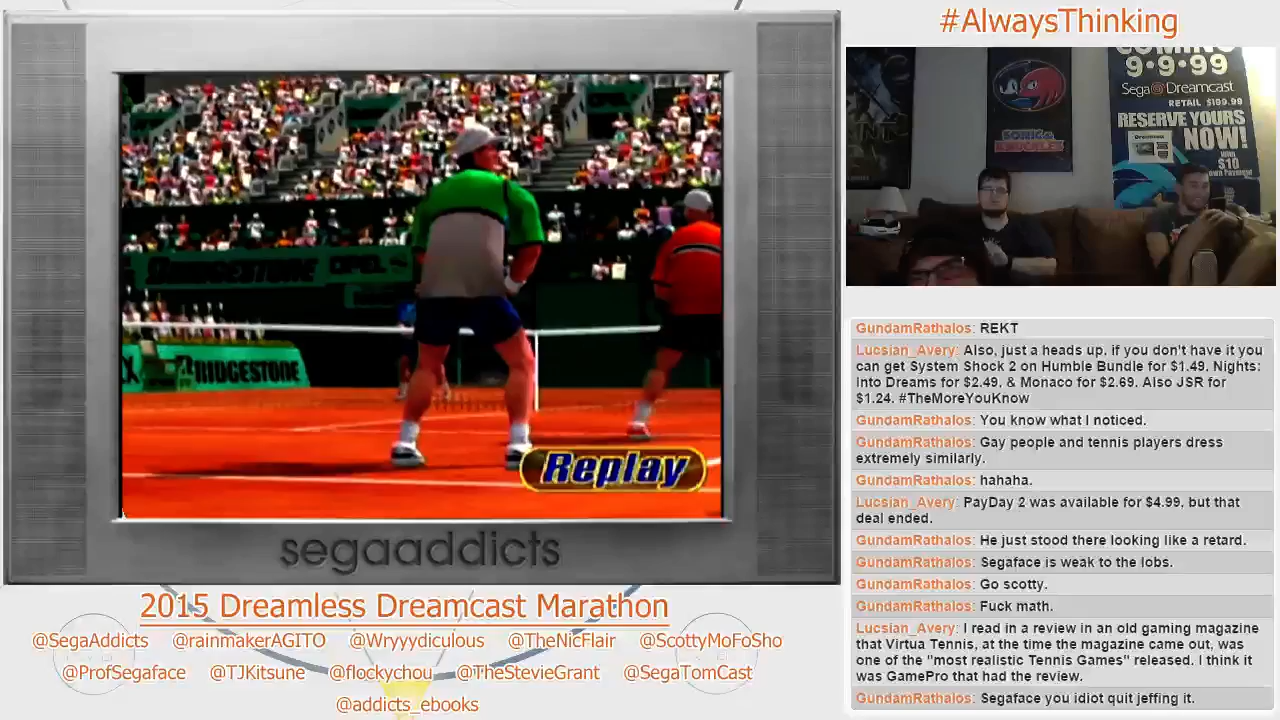 #AlwaysThinking
COMING
9·9·99
Sega Dreamcast
RETAIL $199.99
RESERVE YOURS
NOW!
$10
SONIC &
KNUCKLES
BRIDGESTONE OPEL
BRIDGESTONE
Replay
segaaddicts
2015 Dreamless Dreamcast Marathon
@SegaAddicts @rainmakerAGITO @Wryyydiculous @TheNicFlair @ScottyMoFoSho
@ProfSegaface @TJKitsune @flockychou @TheStevieGrant @SegaTomCast
@addicts_ebooks
GundamRathalos: REKT
Lucsian_Avery: Also, just a heads up. if you don't have it you
can get System Shock 2 on Humble Bundle for $1.49. Nights:
Into Dreams for $2.49. & Monaco for $2.69. Also JSR for
$1.24. #TheMoreYouKnow
GundamRathalos: You know what I noticed.
GundamRathalos: Gay people and tennis players dress
extremely similarly.
GundamRathalos: hahaha.
Lucsian_Avery: PayDay 2 was available for $4.99. but that
deal ended.
GundamRathalos: He just stood there looking like a retard.
GundamRathalos: Segaface is weak to the lobs.
GundamRathalos: Go scotty.
GundamRathalos: Fuck math.
Lucsian_Avery: I read in a review in an old gaming magazine
that Virtua Tennis, at the time the magazine came out, was
one of the "most realistic Tennis Games" released. I think it
was GamePro that had the review.
GundamRathalos: Segaface you idiot quit jeffing it.